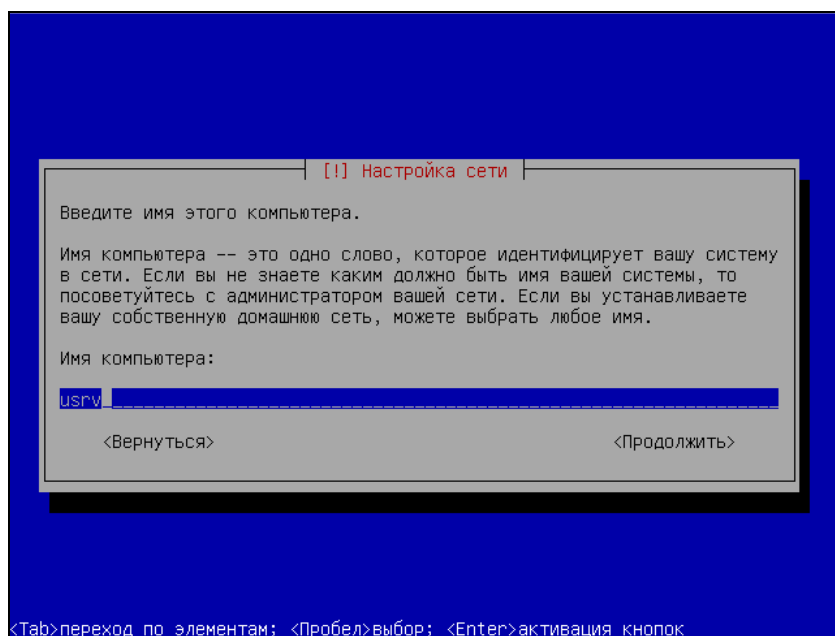 [!] Настройка сети
Введите имя этого компьютера.
Имя компьютера -- это одно слово, которое идентифицирует вашу систему
в сети. Если вы не знаете каким должно быть имя вашей системы, то
посоветуйтесь с администратором вашей сети. Если вы устанавливаете
вашу собственную домашнюю сеть, можете выбрать любое имя.
Имя компьютера:
usrv
<Вернуться> <Продолжить>
<Tab>переход по элементам; <Пробел>выбор; <Enter>активация кнопок